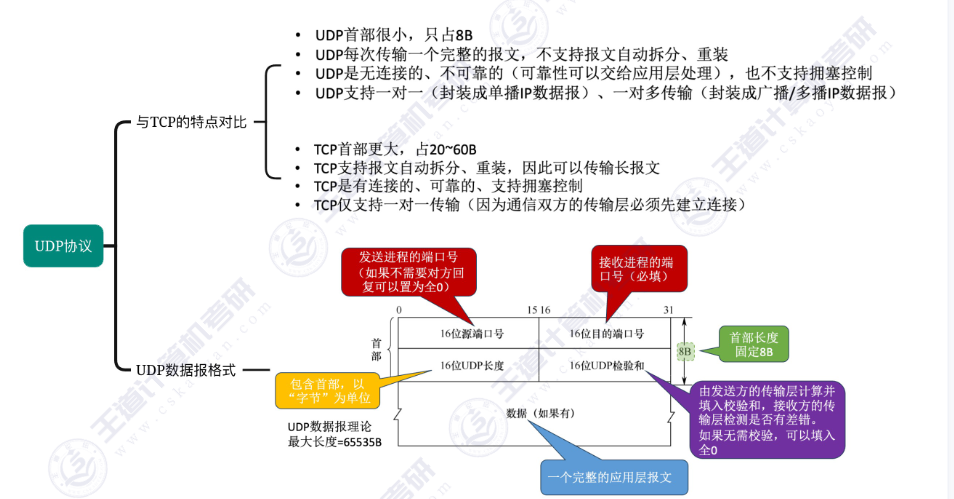 UDP协议
与TCP的特点对比
• UDP首部很小，只占8B
• UDP每次传输一个完整的报文，不支持报文自动拆分、重装
• UDP是无连接的、不可靠的（可靠性可以交给应用层处理），也不支持拥塞控制
• UDP支持一对一（封装成单播IP数据报）、一对多传输（封装成广播/多播IP数据报）
• TCP首部更大，占20~60B
• TCP支持报文自动拆分、重装，因此可以传输长报文
• TCP是有连接的、可靠的、支持拥塞控制
• TCP仅支持一对一传输（因为通信双方的传输层必须先建立连接）
UDP数据报格式
发送进程的端口号
（如果不需要对方回
复可以置为全0）
接收进程的端
口号（必填）
0 15 16 31
首部
16位源端口号 16位目的端口号
16位UDP长度 16位UDP检验和
8B
首部长度
固定8B
包含首部，以
“字节”为单位
数据（如果有）
UDP数据报理论
最大长度=65535B
由发送方的传输层计算并
填入校验和，接收方的传
输层检测是否有差错。
如果无需校验，可以填入
全0
一个完整的应用层报文
王道计算机考研
www.cskaoyan.com